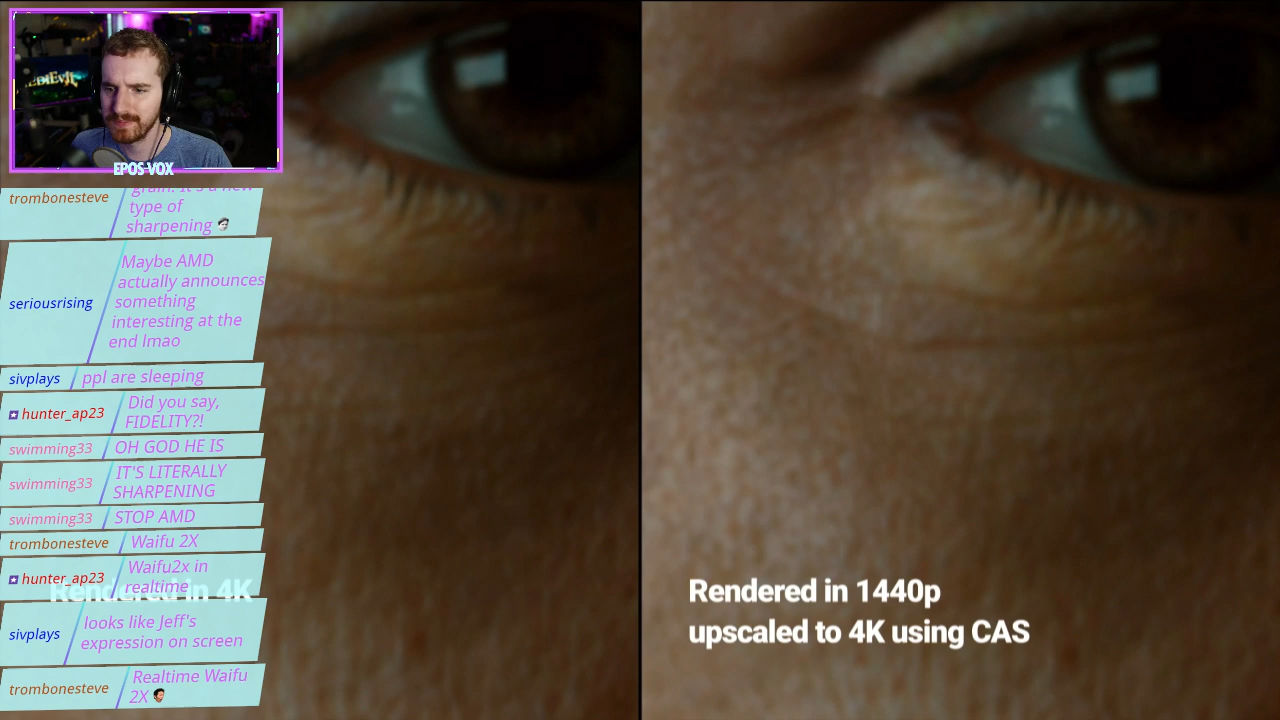 MEDIEVIL
EPOS VOX
trombonesteve
grain. It's a new
type of
sharpening
seriousrising
Maybe AMD
actually announces
something
interesting at the
end lmao
sivplays
ppl are sleeping
hunter_ap23
Did you say,
FIDELITY?!
swimming33
OH GOD HE IS
swimming33
IT'S LITERALLY
SHARPENING
swimming33
STOP AMD
trombonesteve
Waifu 2X
hunter_ap23
Waifu2x in
realtime
Rendered in 4K
sivplays
looks like Jeff's
expression on screen
trombonesteve
Realtime Waifu
2X
Rendered in 1440p
upscaled to 4K using CAS